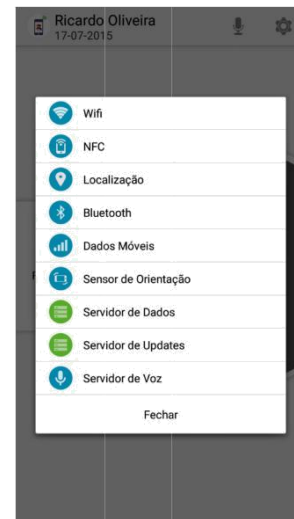 Ricardo Oliveira
17-07-2015
Wifi
NFC
Localização
Bluetooth
Dados Móveis
Sensor de Orientação
Servidor de Dados
Servidor de Updates
Servidor de Voz
Fechar